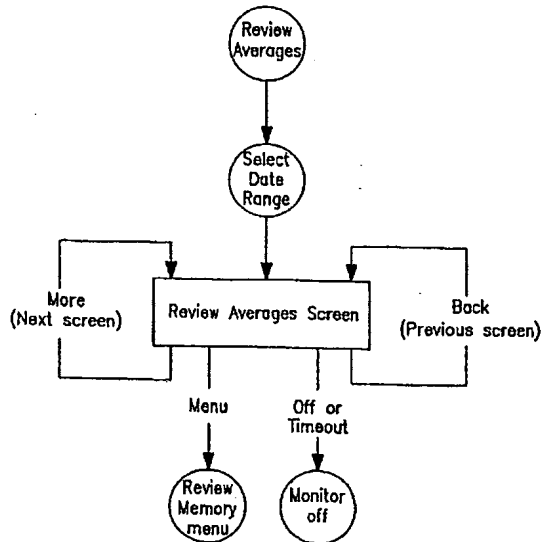 Review
Averages
Select
Date
Range
More
(Next screen)
Review Averages Screen
Back
(Previous screen)
Menu
Off or
Timeout
Review
Memory
menu
Monitor
off